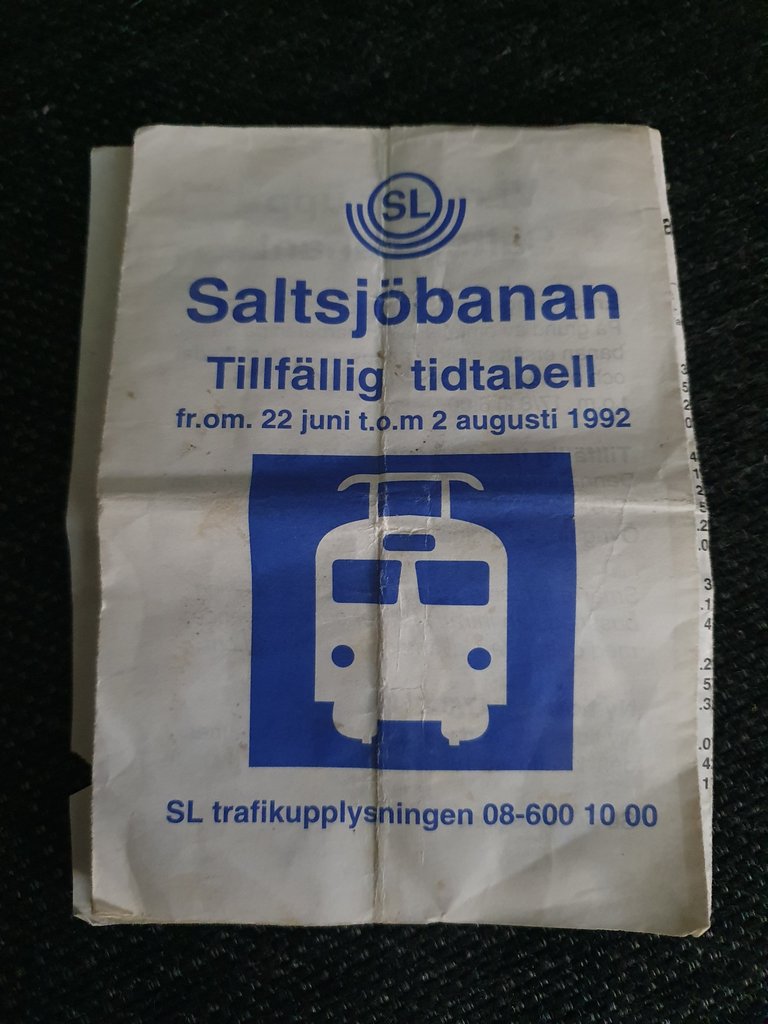 SL
Saltsjöbanan
Tillfällig tidtabell
fr.om. 22 juni t.o.m 2 augusti 1992
SL trafikupplysningen 08-600 10 00